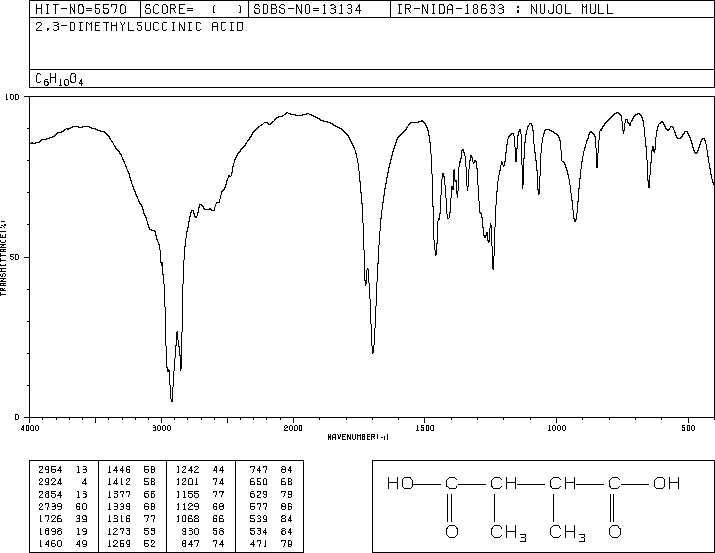 HIT-NO=5570 SCORE= ( ) SDBS-NO=13134 IR-NIDA-18633 : NUJOL MULL
2,3-DIMETHYLSUCCINIC ACID
C6H10O4
100
TRANSMITTANCE(%)
50
0
4000 3000 2000 1500 1000 500
WAVENUMBER(-1)
2954 13 1446 58 1242 44 747 84
2924 4 1412 58 1201 74 650 68
2854 13 1377 66 1155 77 629 79
2739 60 1339 68 1129 68 577 86
1726 39 1316 77 1068 66 539 84
1698 19 1273 53 930 58 534 84
1460 49 1259 52 847 74 471 79
HO C CH CH C OH
O CH3 CH3 O